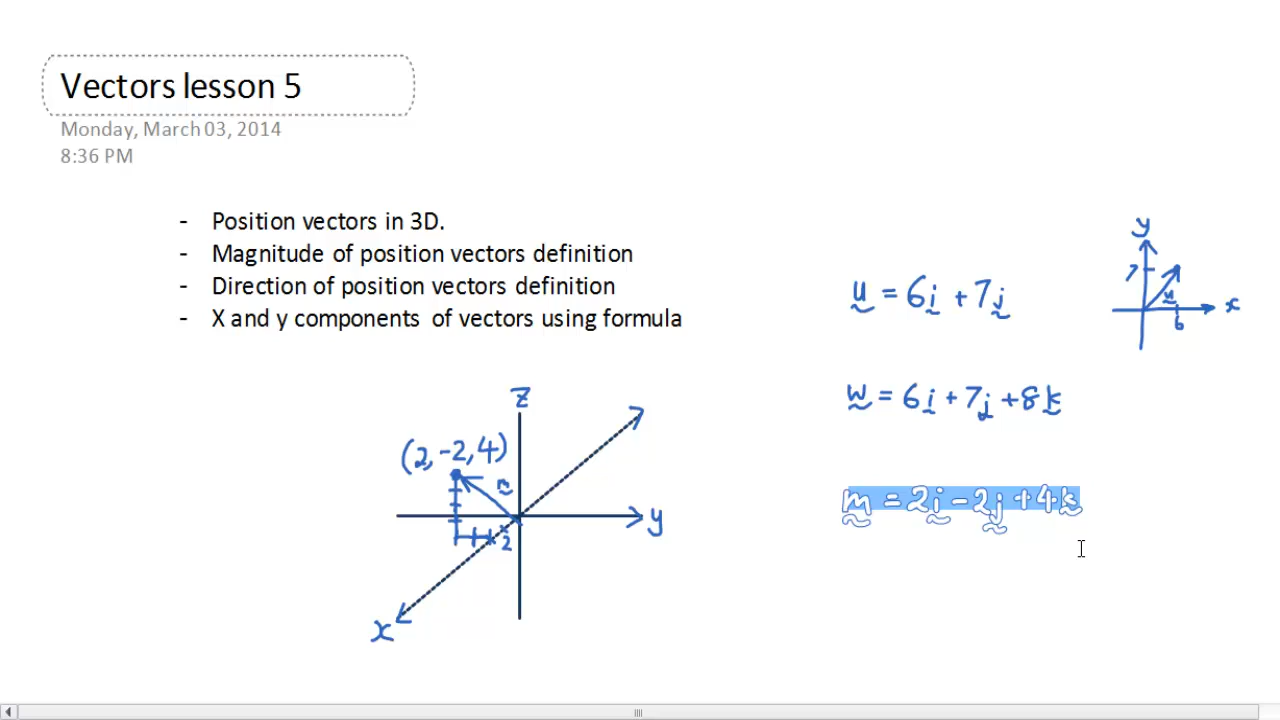 Vectors lesson 5
Monday, March 03, 2014
8:36 PM
- Position vectors in 3D.
- Magnitude of position vectors definition
- Direction of position vectors definition
- X and y components of vectors using formula
u = 6i + 7j
y
7
u
x
6
w = 6i + 7j + 8k
z
(2, -2, 4)
m = 2i - 2j + 4k
y
2
x